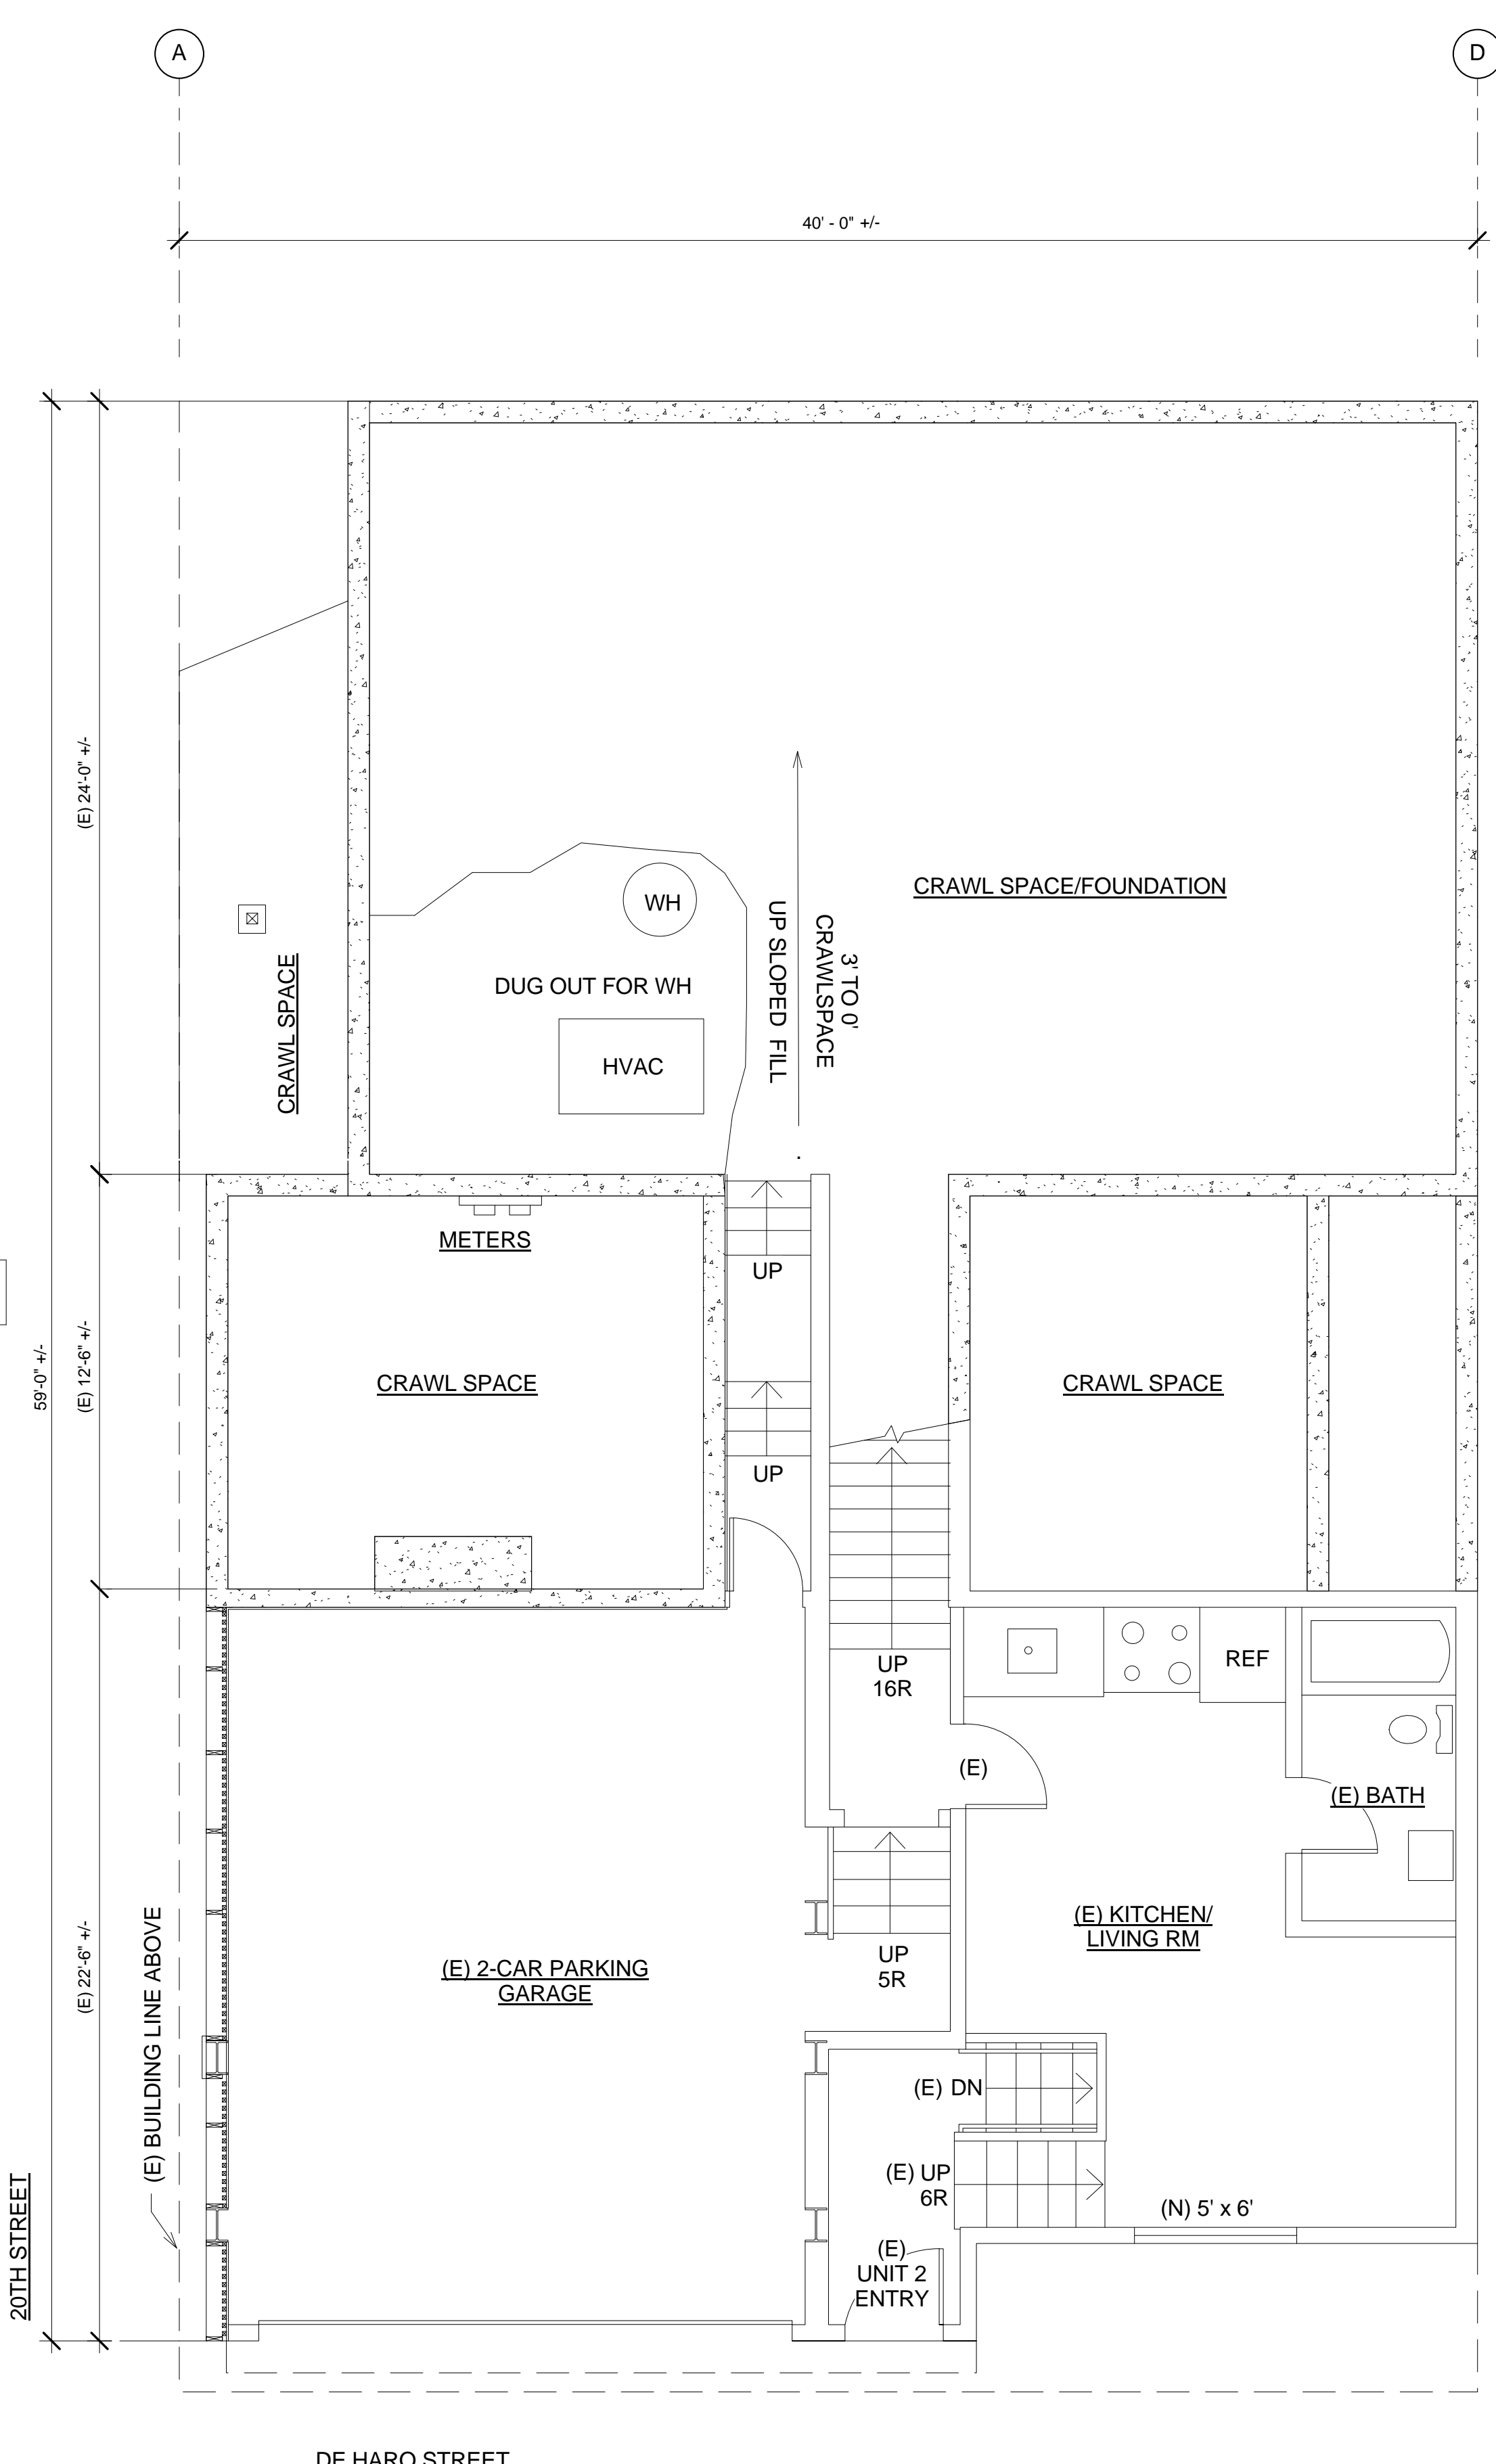 A
D
40' - 0" +/-
(E) 24'-0" +/-
WH
CRAWL SPACE/FOUNDATION
UP SLOPED FILL
3' TO 0'
CRAWLSPACE
DUG OUT FOR WH
HVAC
CRAWL SPACE
METERS
UP
59'-0" +/-
(E) 12'-6" +/-
CRAWL SPACE
CRAWL SPACE
UP
UP
16R
REF
(E)
(E) BATH
(E) KITCHEN/
LIVING RM
(E) 2-CAR PARKING
GARAGE
UP
5R
(E) 22'-6" +/-
(E) BUILDING LINE ABOVE
(E) DN
(E) UP
6R
(N) 5' x 6'
(E)
UNIT 2
ENTRY
20TH STREET
DE HARO STREET